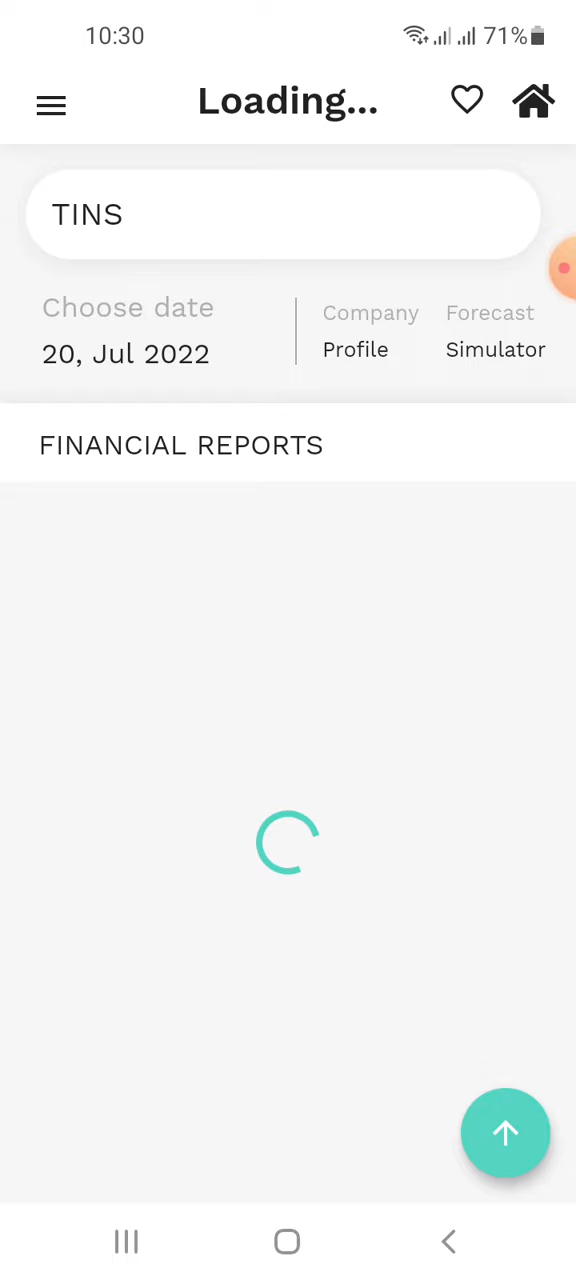 10:30 71%
Loading...
TINS
Choose date
20, Jul 2022
Company Forecast
Profile Simulator
FINANCIAL REPORTS